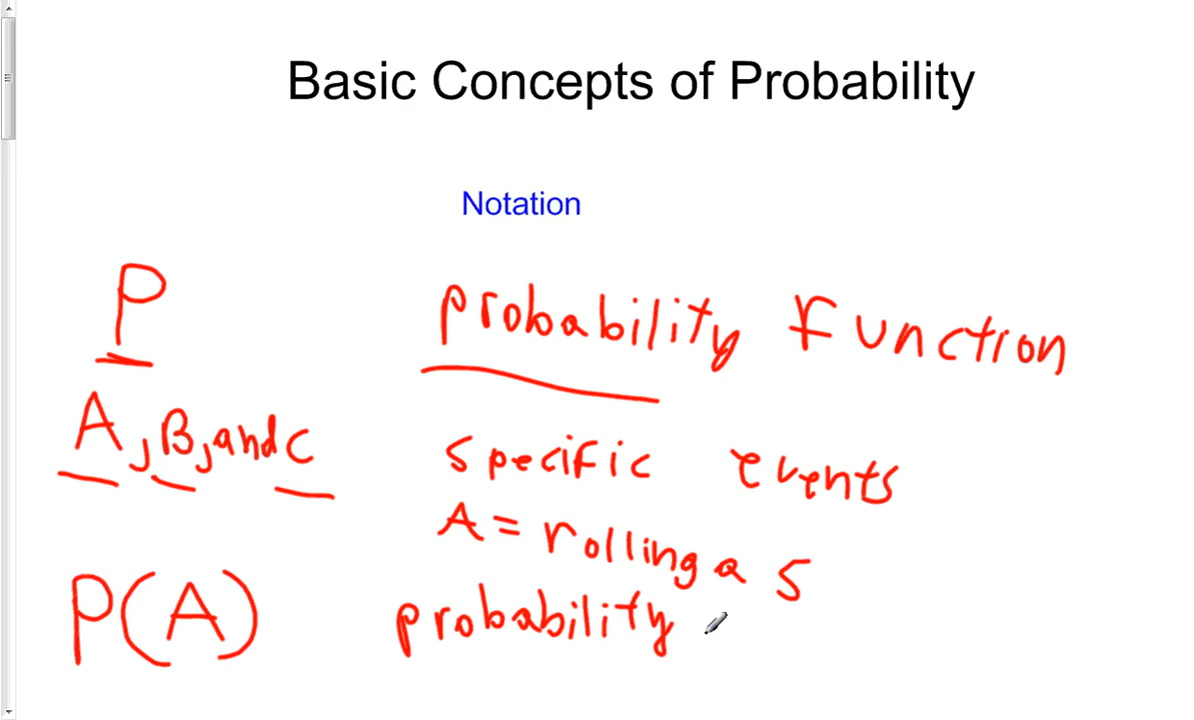 Basic Concepts of Probability
Notation
P probability function
A, B, and C specific events
A = rolling a 5
P(A) probability